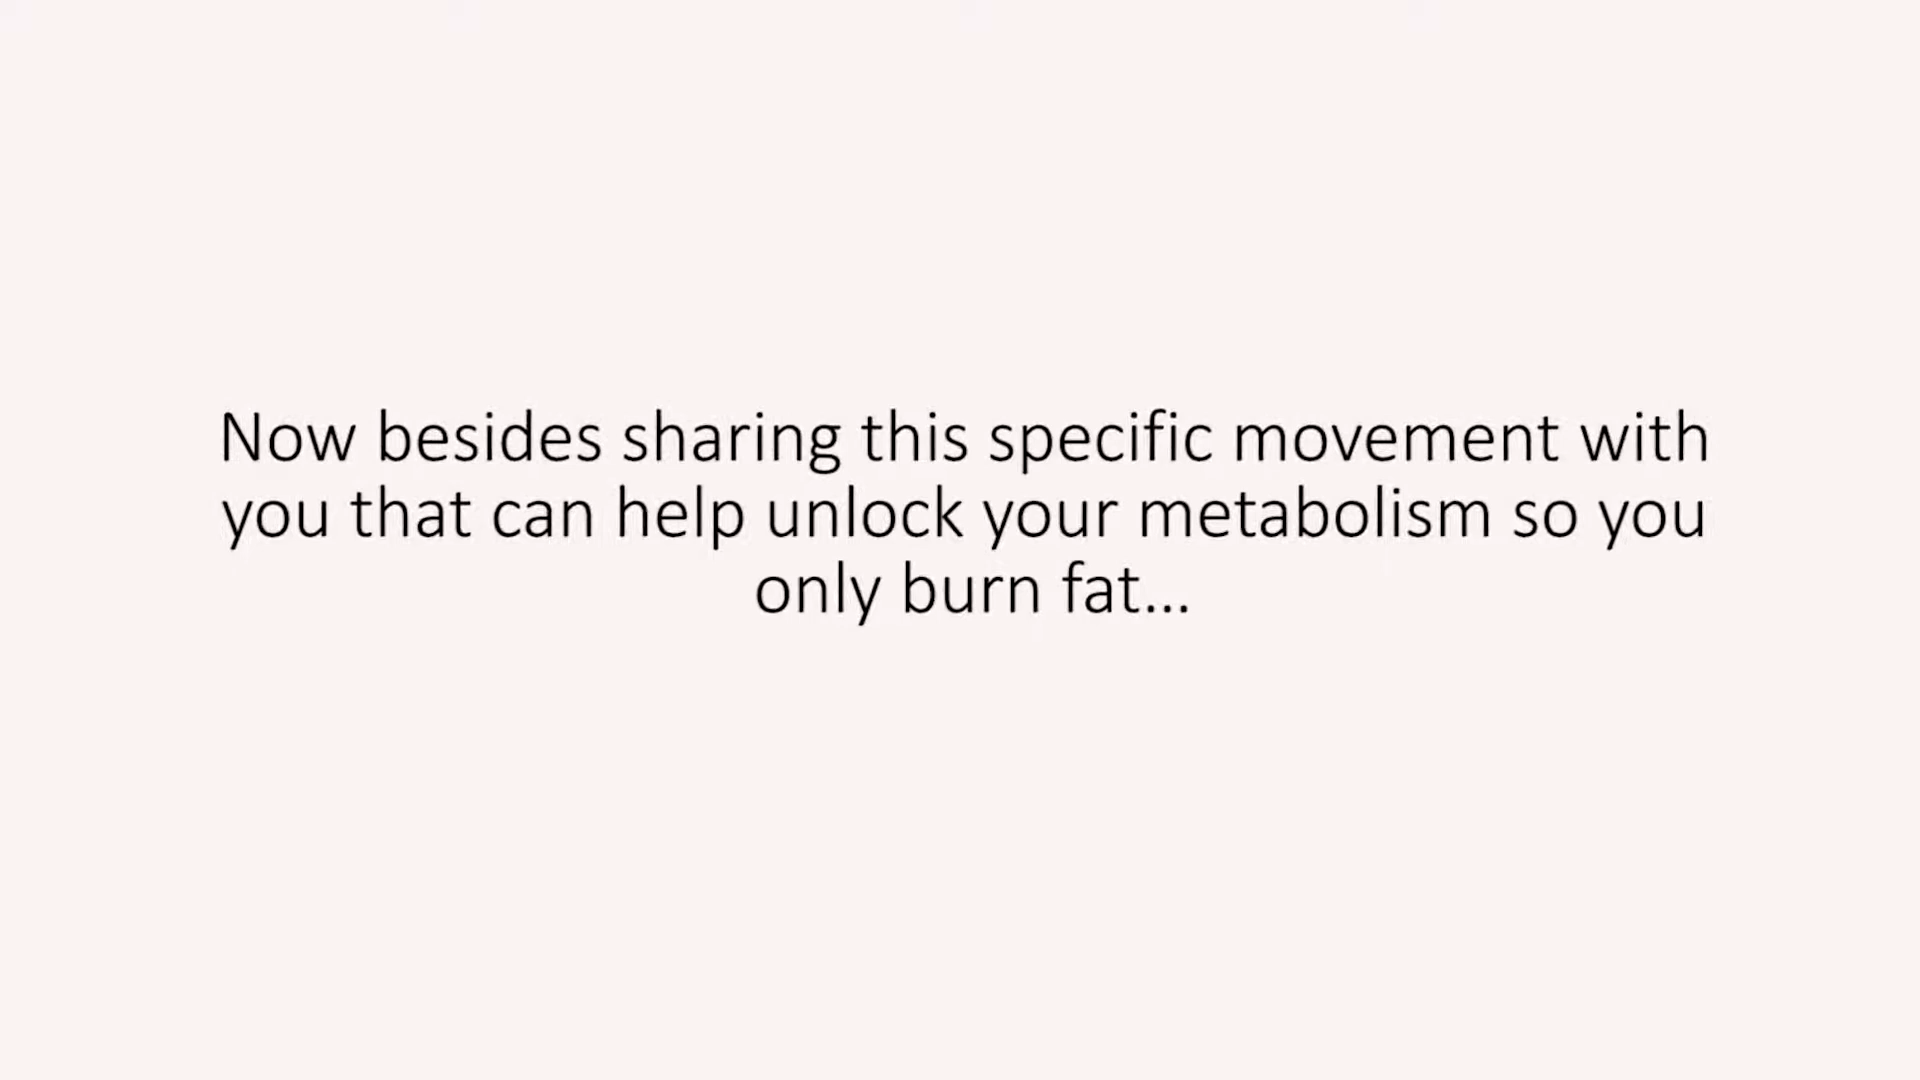 Now besides sharing this specific movement with
you that can help unlock your metabolism so you
only burn fat...